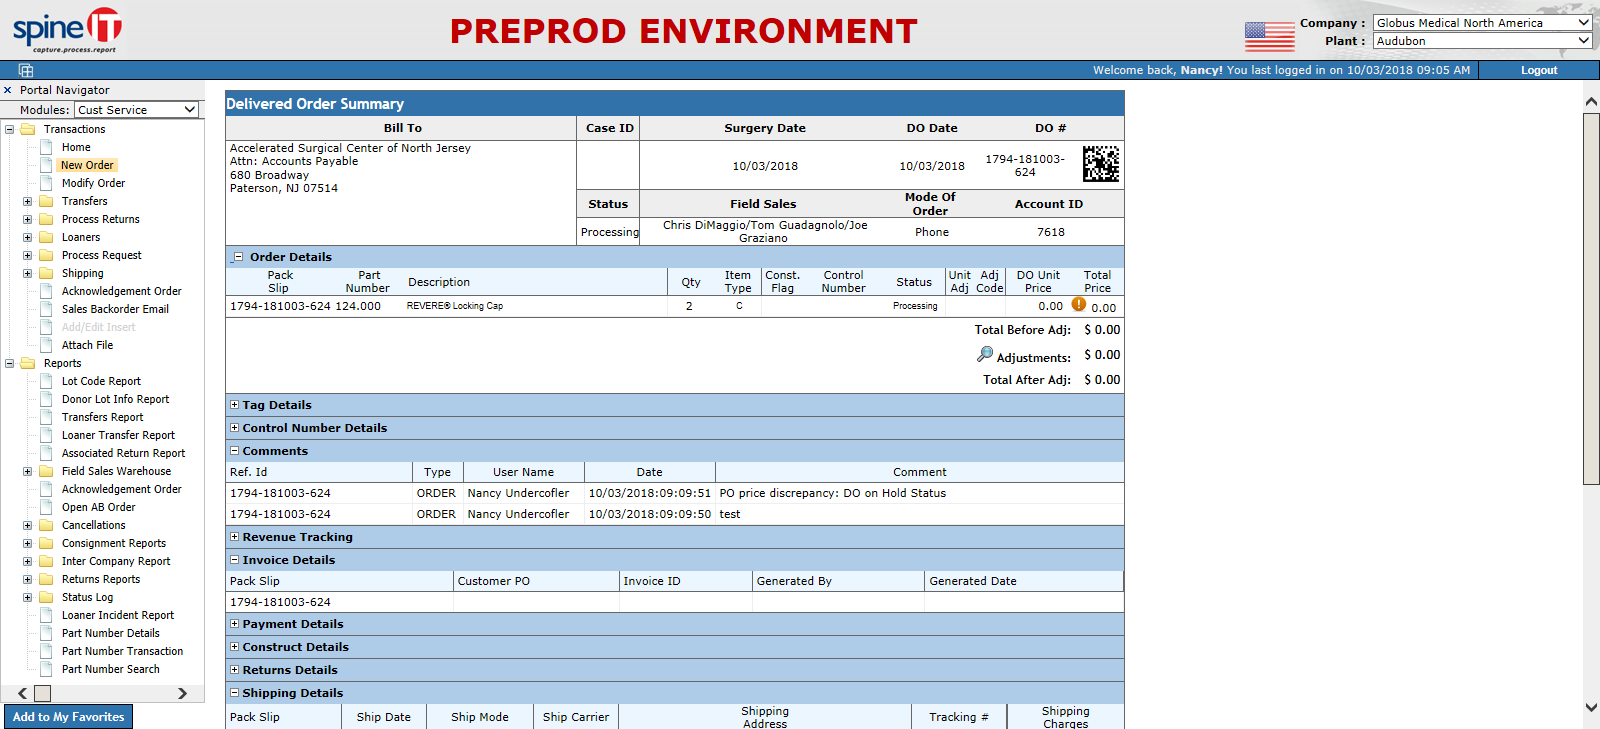 spineIT
capture.process.report
PREPROD ENVIRONMENT
Company : Globus Medical North America
Plant : Audubon
Welcome back, Nancy! You last logged in on 10/03/2018 09:05 AM
Logout
Portal Navigator
Modules: Cust Service
Transactions
Home
New Order
Modify Order
Transfers
Process Returns
Loaners
Process Request
Shipping
Acknowledgement Order
Sales Backorder Email
Add/Edit Insert
Attach File
Reports
Lot Code Report
Donor Lot Info Report
Transfers Report
Loaner Transfer Report
Associated Return Report
Field Sales Warehouse
Acknowledgement Order
Open AB Order
Cancellations
Consignment Reports
Inter Company Report
Returns Reports
Status Log
Loaner Incident Report
Part Number Details
Part Number Transaction
Part Number Search
Add to My Favorites
Delivered Order Summary
Bill To Case ID Surgery Date DO Date DO #
Accelerated Surgical Center of North Jersey
Attn: Accounts Payable
680 Broadway
Paterson, NJ 07514
10/03/2018 10/03/2018 1794-181003-
624
Status Field Sales Mode Of
Order Account ID
Processing Chris DiMaggio/Tom Guadagnolo/Joe
Graziano Phone 7618
Order Details
Pack
Slip Part
Number Description Qty Item
Type Const.
Flag Control
Number Status Unit
Adj Adj
Code DO Unit
Price Total
Price
1794-181003-624 124.000 REVERE® Locking Cap 2 C Processing 0.00 0.00
Total Before Adj: $ 0.00
Adjustments: $ 0.00
Total After Adj: $ 0.00
Tag Details
Control Number Details
Comments
Ref. Id Type User Name Date Comment
1794-181003-624 ORDER Nancy Undercofler 10/03/2018:09:09:51 PO price discrepancy: DO on Hold Status
1794-181003-624 ORDER Nancy Undercofler 10/03/2018:09:09:50 test
Revenue Tracking
Invoice Details
Pack Slip Customer PO Invoice ID Generated By Generated Date
1794-181003-624
Payment Details
Construct Details
Returns Details
Shipping Details
Pack Slip Ship Date Ship Mode Ship Carrier Shipping
Address Tracking # Shipping
Charges